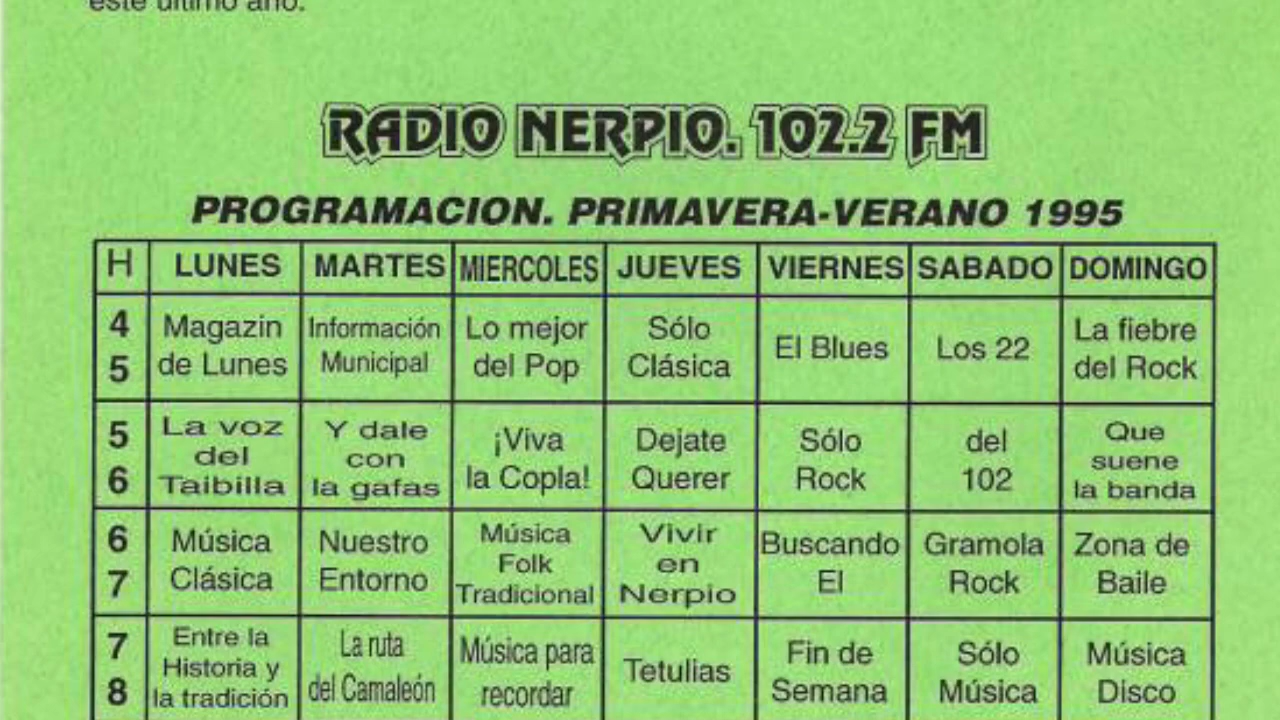 este último año.
RADIO NERPIO. 102.2 FM
PROGRAMACION. PRIMAVERA-VERANO 1995
H LUNES MARTES MIERCOLES JUEVES VIERNES SABADO DOMINGO
4 5 Magazin de Lunes Información Municipal Lo mejor del Pop Sólo Clásica El Blues Los 22 La fiebre del Rock
5 6 La voz del Taibilla Y dale con la gafas ¡Viva la Copla! Dejate Querer Sólo Rock del 102 Que suene la banda
6 7 Música Clásica Nuestro Entorno Música Folk Tradicional Vivir en Nerpio Buscando El Gramola Rock Zona de Baile
7 8 Entre la Historia y la tradición La ruta del Camaleón Música para recordar Tetulias Fin de Semana Sólo Música Música Disco